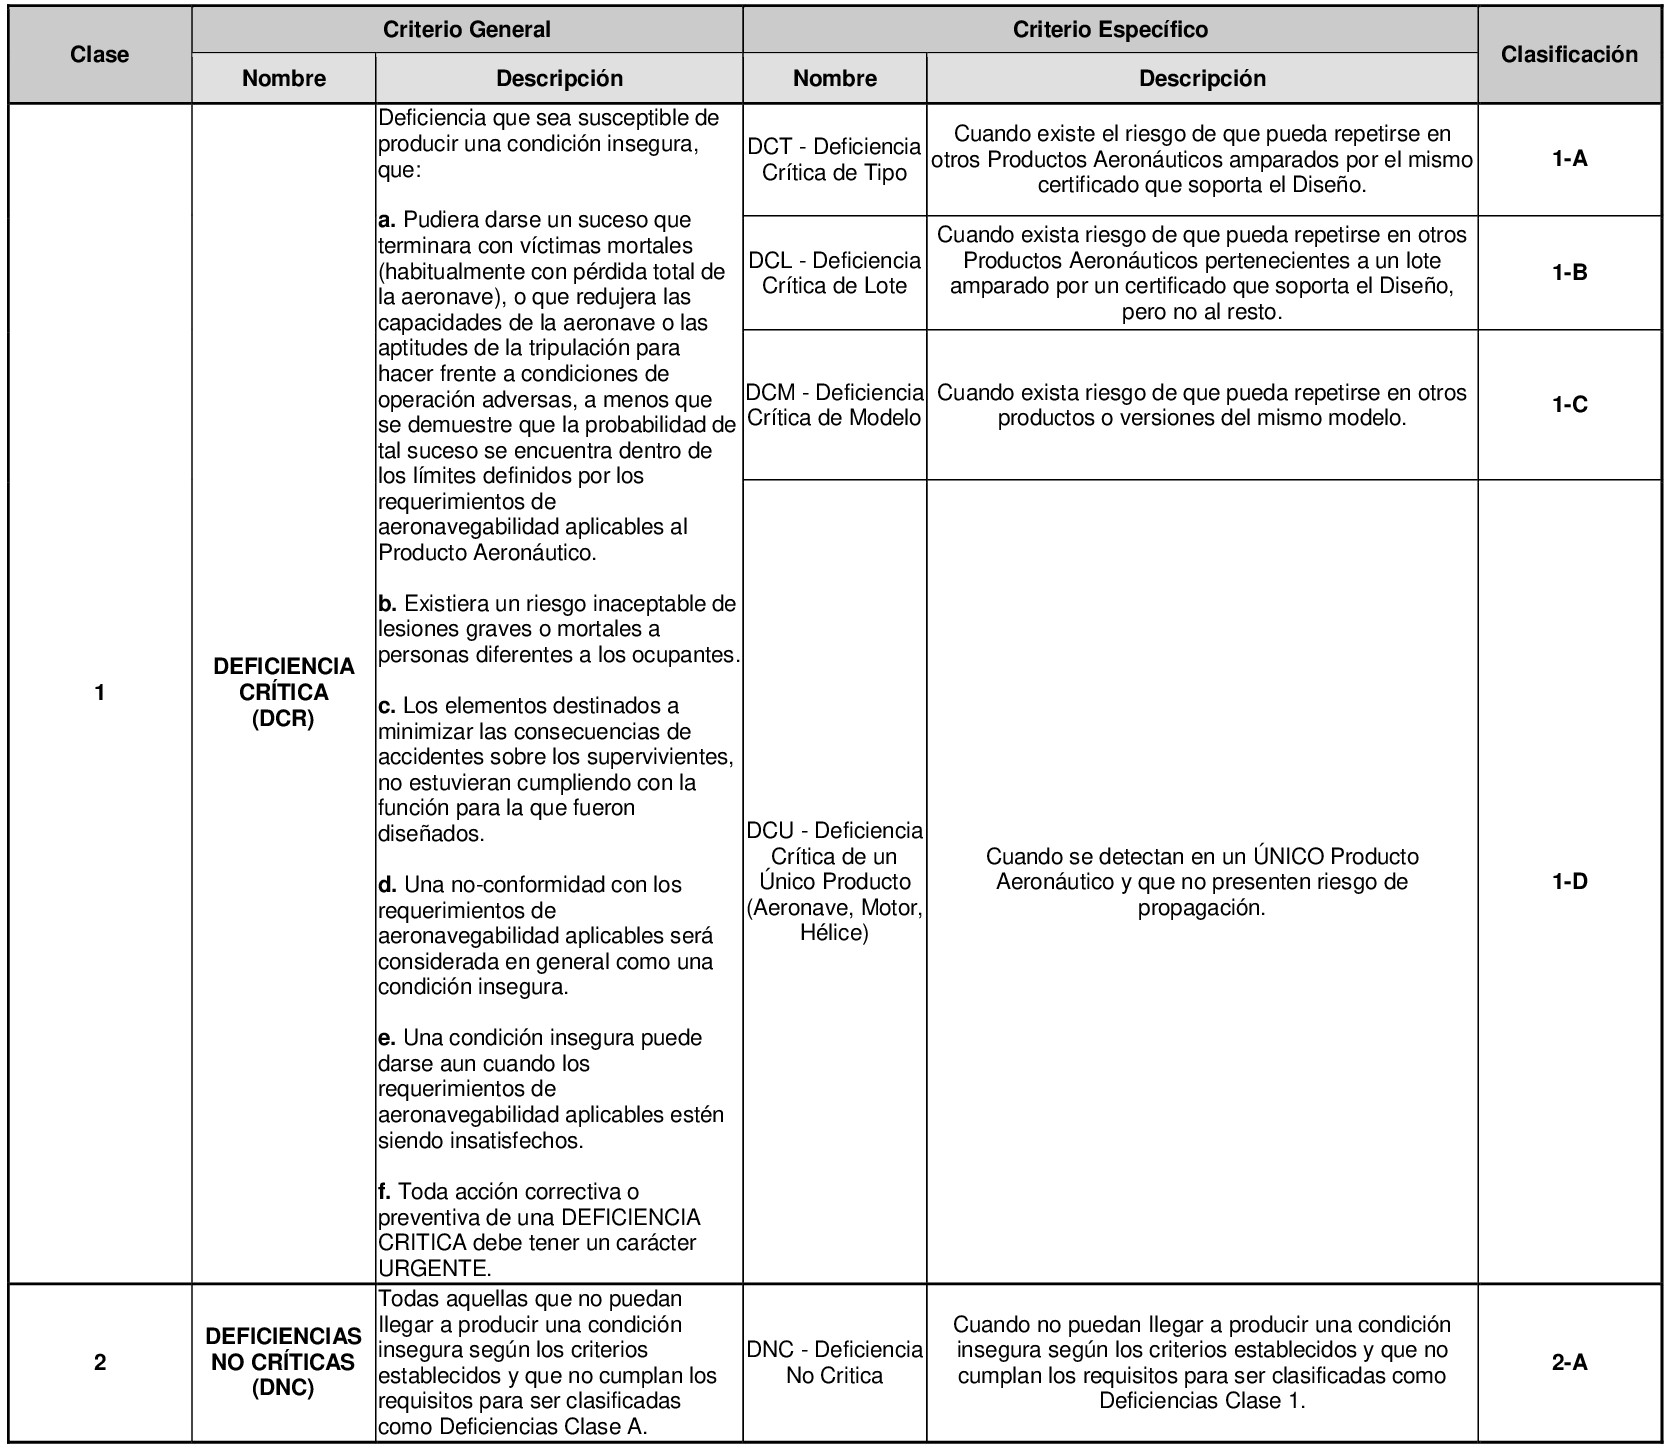 Clase
Criterio General
Criterio Específico
Clasificación
Nombre
Descripción
Nombre
Descripción
1
DEFICIENCIA
CRÍTICA
(DCR)
Deficiencia que sea susceptible de
producir una condición insegura,
que:
a. Pudiera darse un suceso que
terminara con víctimas mortales
(habitualmente con pérdida total de
la aeronave), o que redujera las
capacidades de la aeronave o las
aptitudes de la tripulación para
hacer frente a condiciones de
operación adversas, a menos que
se demuestre que la probabilidad de
tal suceso se encuentra dentro de
los límites definidos por los
requerimientos de
aeronavegabilidad aplicables al
Producto Aeronáutico.
b. Existiera un riesgo inaceptable de
lesiones graves o mortales a
personas diferentes a los ocupantes.
c. Los elementos destinados a
minimizar las consecuencias de
accidentes sobre los supervivientes,
no estuvieran cumpliendo con la
función para la que fueron
diseñados.
d. Una no-conformidad con los
requerimientos de
aeronavegabilidad aplicables será
considerada en general como una
condición insegura.
e. Una condición insegura puede
darse aun cuando los
requerimientos de
aeronavegabilidad aplicables estén
siendo insatisfechos.
f. Toda acción correctiva o
preventiva de una DEFICIENCIA
CRITICA debe tener un carácter
URGENTE.
DCT - Deficiencia
Crítica de Tipo
Cuando existe el riesgo de que pueda repetirse en
otros Productos Aeronáuticos amparados por el mismo
certificado que soporta el Diseño.
1-A
DCL - Deficiencia
Crítica de Lote
Cuando exista riesgo de que pueda repetirse en otros
Productos Aeronáuticos pertenecientes a un lote
amparado por un certificado que soporta el Diseño,
pero no al resto.
1-B
DCM - Deficiencia
Crítica de Modelo
Cuando exista riesgo de que pueda repetirse en otros
productos o versiones del mismo modelo.
1-C
DCU - Deficiencia
Crítica de un
Único Producto
(Aeronave, Motor,
Hélice)
Cuando se detectan en un ÚNICO Producto
Aeronáutico y que no presenten riesgo de
propagación.
1-D
2
DEFICIENCIAS
NO CRÍTICAS
(DNC)
Todas aquellas que no puedan
llegar a producir una condición
insegura según los criterios
establecidos y que no cumplan los
requisitos para ser clasificadas
como Deficiencias Clase A.
DNC - Deficiencia
No Critica
Cuando no puedan llegar a producir una condición
insegura según los criterios establecidos y que no
cumplan los requisitos para ser clasificadas como
Deficiencias Clase 1.
2-A